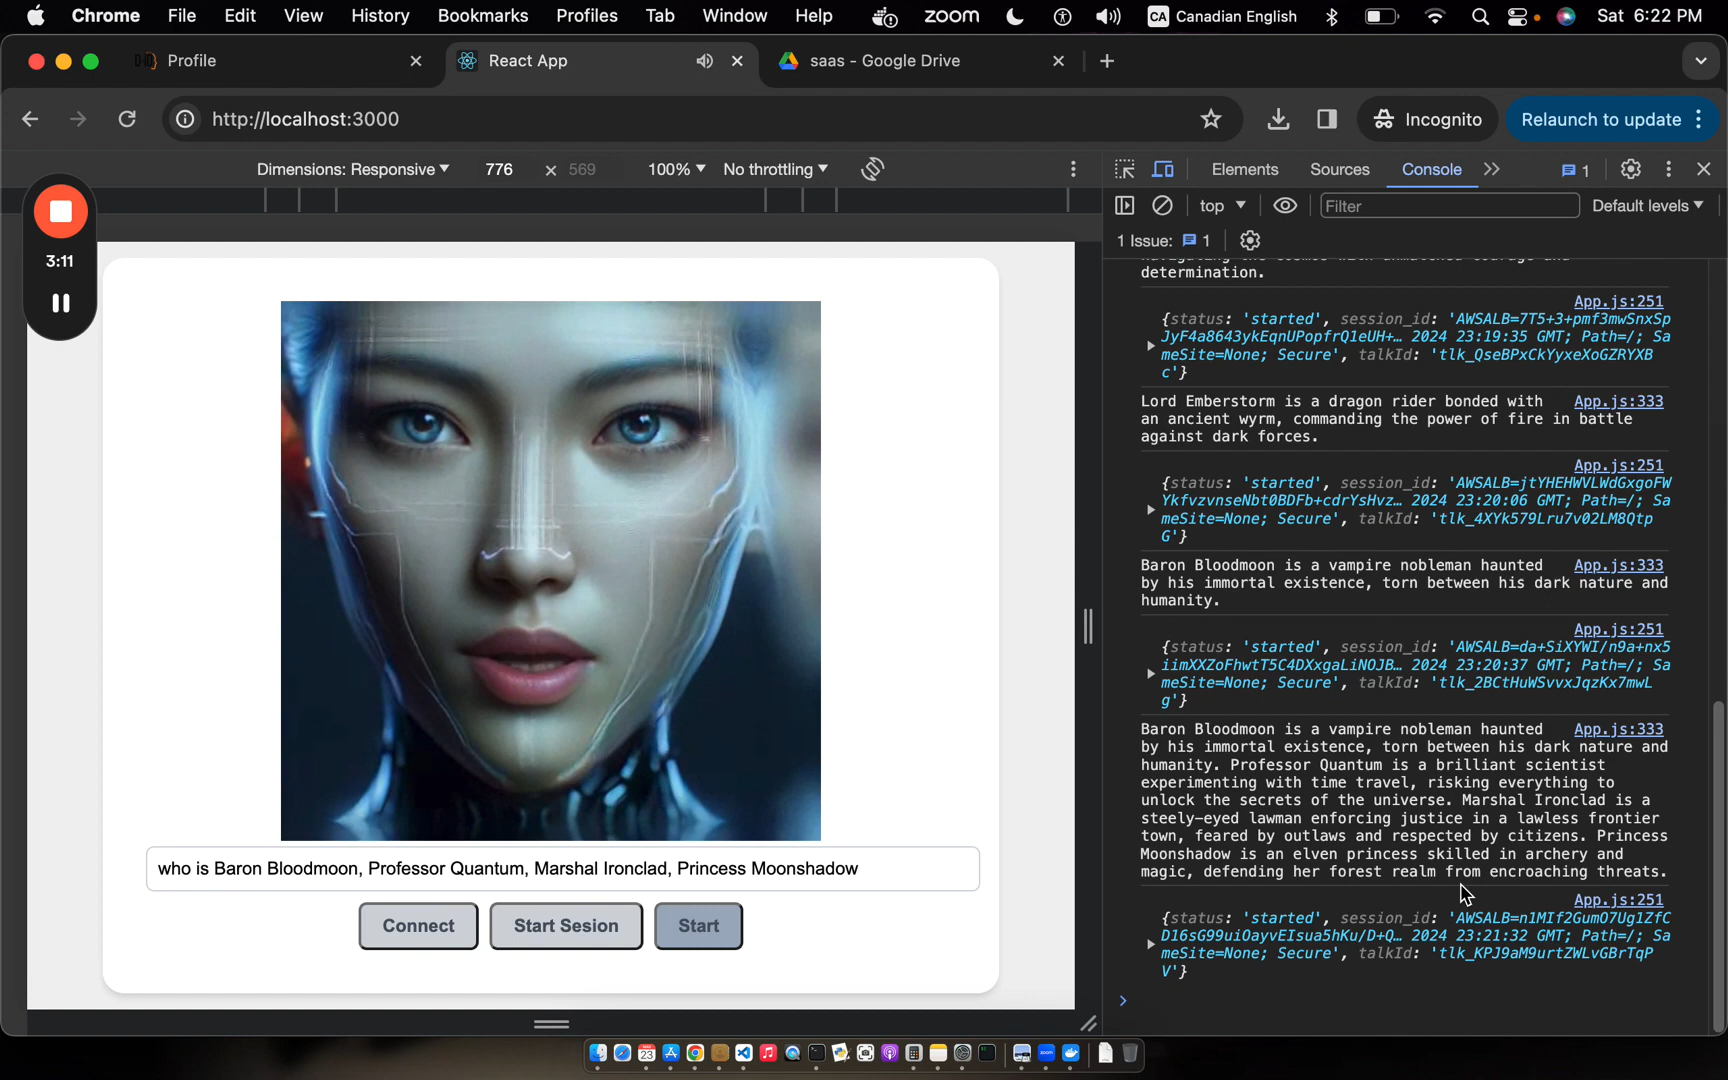 Chrome File Edit View History Bookmarks Profiles Tab Window Help zoom CA Canadian English Sat 6:22 PM
Profile
React App
saas - Google Drive
http://localhost:3000
Incognito
Relaunch to update
Dimensions: Responsive 776 × 569 100% No throttling
3:11
who is Baron Bloodmoon, Professor Quantum, Marshal Ironclad, Princess Moonshadow
Connect
Start Sesion
Start
Elements Sources Console 1
top Filter Default levels
1 Issue: 1
determination.
App.js:251
{status: 'started', session_id: 'AWSALB=7T5+3+pmf3mwSnxSp
JyF4a8643ykEqnUPopfrQ1eUH+… 2024 23:19:35 GMT; Path=/; Sa
meSite=None; Secure', talkId: 'tlk_QseBPxCkYyxeXoGZRYXB
c'}
Lord Emberstorm is a dragon rider bonded with App.js:333
an ancient wyrm, commanding the power of fire in battle
against dark forces.
App.js:251
{status: 'started', session_id: 'AWSALB=jtYHEHWVLWdGxgoFW
YkfvzvnseNbt0BDFb+cdrYsHvz… 2024 23:20:06 GMT; Path=/; Sa
meSite=None; Secure', talkId: 'tlk_4XYk579Lru7v02LM8Qtp
G'}
Baron Bloodmoon is a vampire nobleman haunted App.js:333
by his immortal existence, torn between his dark nature and
humanity.
App.js:251
{status: 'started', session_id: 'AWSALB=da+SiXYWI/n9a+nx5
iimXXZoFhwtT5C4DXxgaLiNOJB… 2024 23:20:37 GMT; Path=/; Sa
meSite=None; Secure', talkId: 'tlk_2BCtHuWSvvxJqzKx7mwL
g'}
Baron Bloodmoon is a vampire nobleman haunted App.js:333
by his immortal existence, torn between his dark nature and
humanity. Professor Quantum is a brilliant scientist
experimenting with time travel, risking everything to
unlock the secrets of the universe. Marshal Ironclad is a
steely-eyed lawman enforcing justice in a lawless frontier
town, feared by outlaws and respected by citizens. Princess
Moonshadow is an elven princess skilled in archery and
magic, defending her forest realm from encroaching threats.
App.js:251
{status: 'started', session_id: 'AWSALB=n1MIf2GumO7Ug1ZfC
D16sG99uiOayvEIsua5hKu/D+Q… 2024 23:21:32 GMT; Path=/; Sa
meSite=None; Secure', talkId: 'tlk_KPJ9aM9urtZWLvGBrTqP
V'}